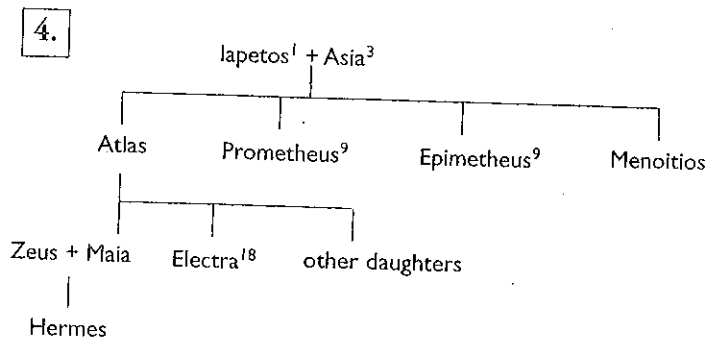 4.
Iapetos¹ + Asia³
Atlas Prometheus⁹ Epimetheus⁹ Menoitios
Zeus + Maia Electra¹⁸ other daughters
Hermes